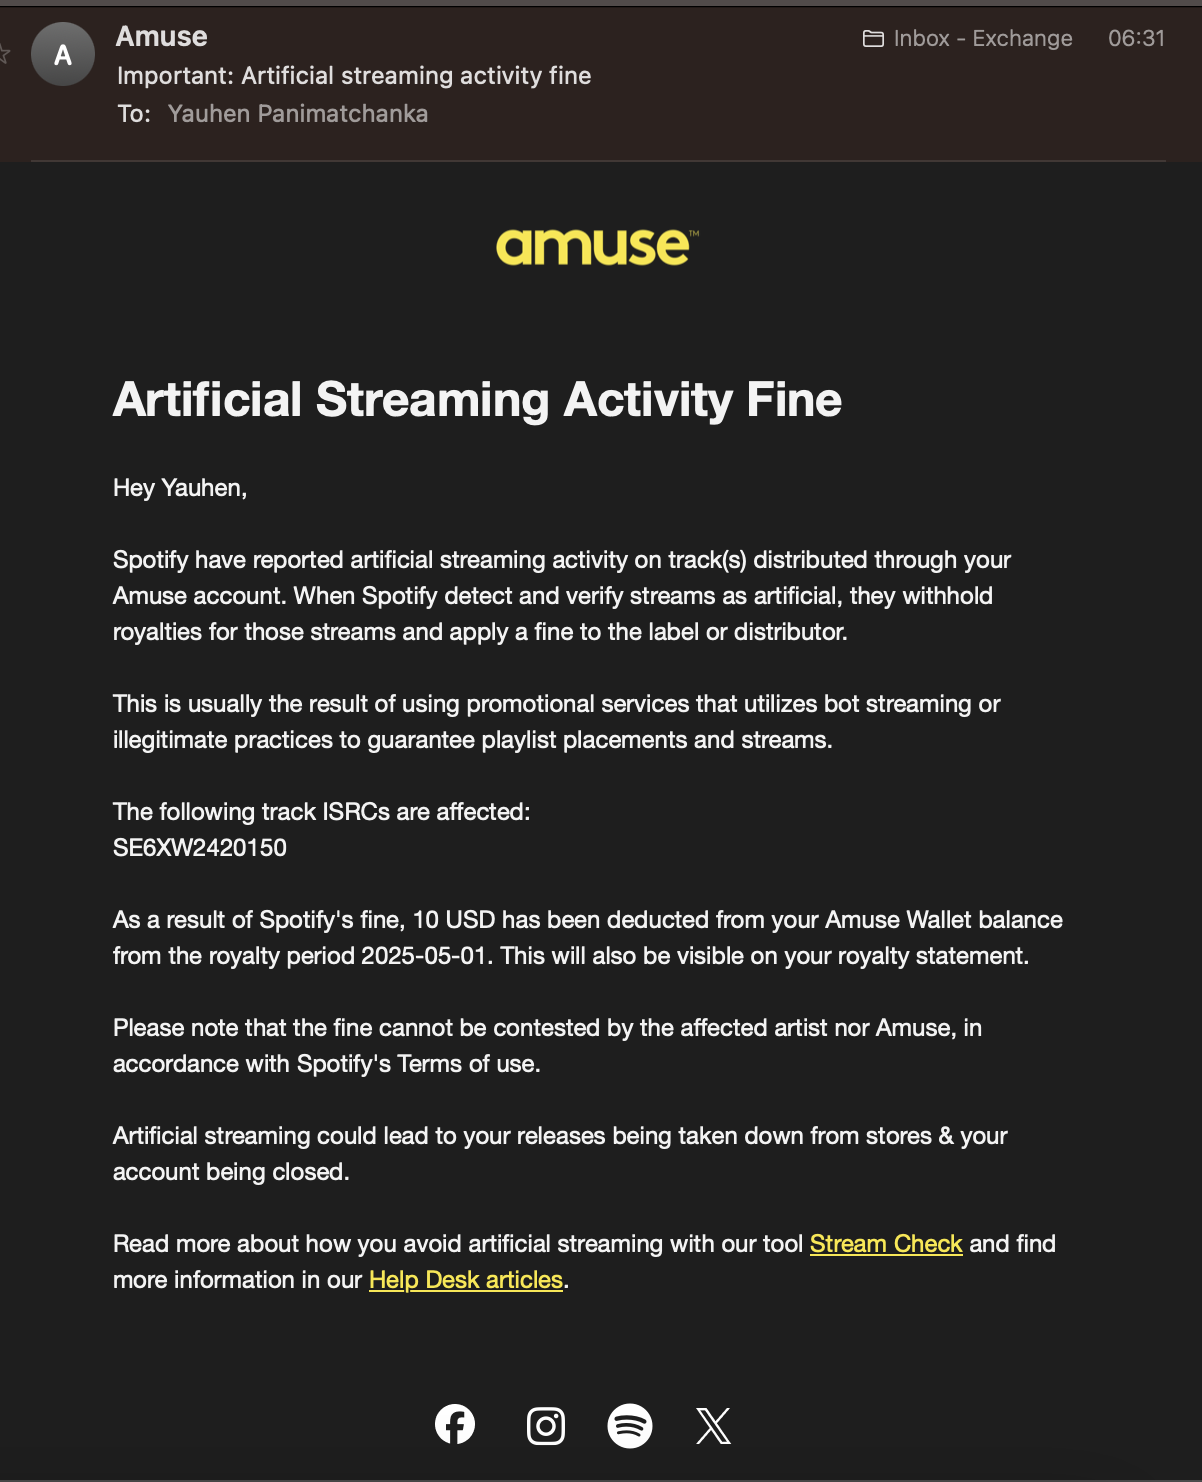 Amuse
Inbox - Exchange 06:31
A
Important: Artificial streaming activity fine
To: Yauhen Panimatchanka
amuse™
Artificial Streaming Activity Fine
Hey Yauhen,
Spotify have reported artificial streaming activity on track(s) distributed through your
Amuse account. When Spotify detect and verify streams as artificial, they withhold
royalties for those streams and apply a fine to the label or distributor.
This is usually the result of using promotional services that utilizes bot streaming or
illegitimate practices to guarantee playlist placements and streams.
The following track ISRCs are affected:
SE6XW2420150
As a result of Spotify's fine, 10 USD has been deducted from your Amuse Wallet balance
from the royalty period 2025-05-01. This will also be visible on your royalty statement.
Please note that the fine cannot be contested by the affected artist nor Amuse, in
accordance with Spotify's Terms of use.
Artificial streaming could lead to your releases being taken down from stores & your
account being closed.
Read more about how you avoid artificial streaming with our tool Stream Check and find
more information in our Help Desk articles.